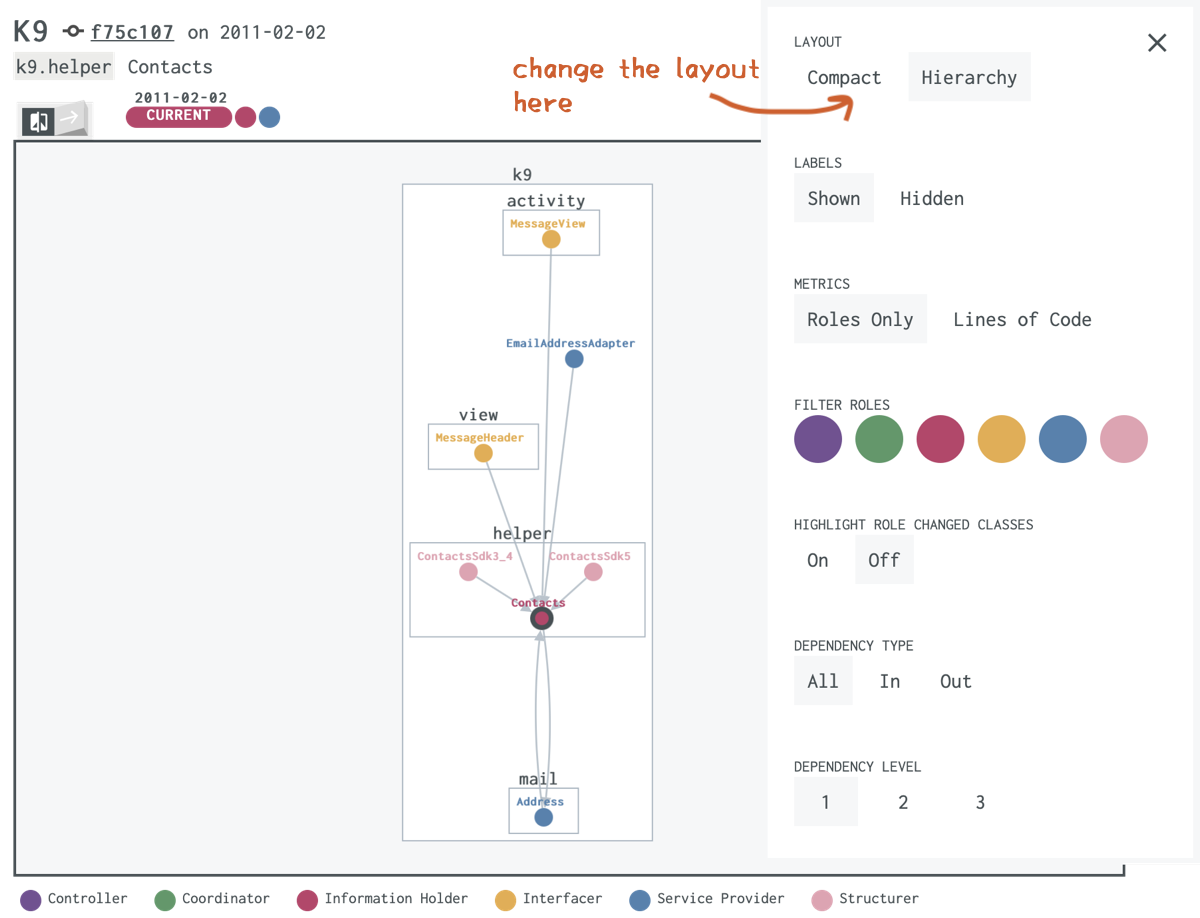 K9 f75c107 on 2011-02-02
k9.helper Contacts
2011-02-02
CURRENT
change the layout
here
k9
activity
MessageView
EmailAddressAdapter
view
MessageHeader
helper
ContactsSdk3_4 ContactsSdk5
Contacts
mail
Address
LAYOUT
Compact Hierarchy
LABELS
Shown Hidden
METRICS
Roles Only Lines of Code
FILTER ROLES
HIGHLIGHT ROLE CHANGED CLASSES
On Off
DEPENDENCY TYPE
All In Out
DEPENDENCY LEVEL
1 2 3
Controller Coordinator Information Holder Interfacer Service Provider Structurer